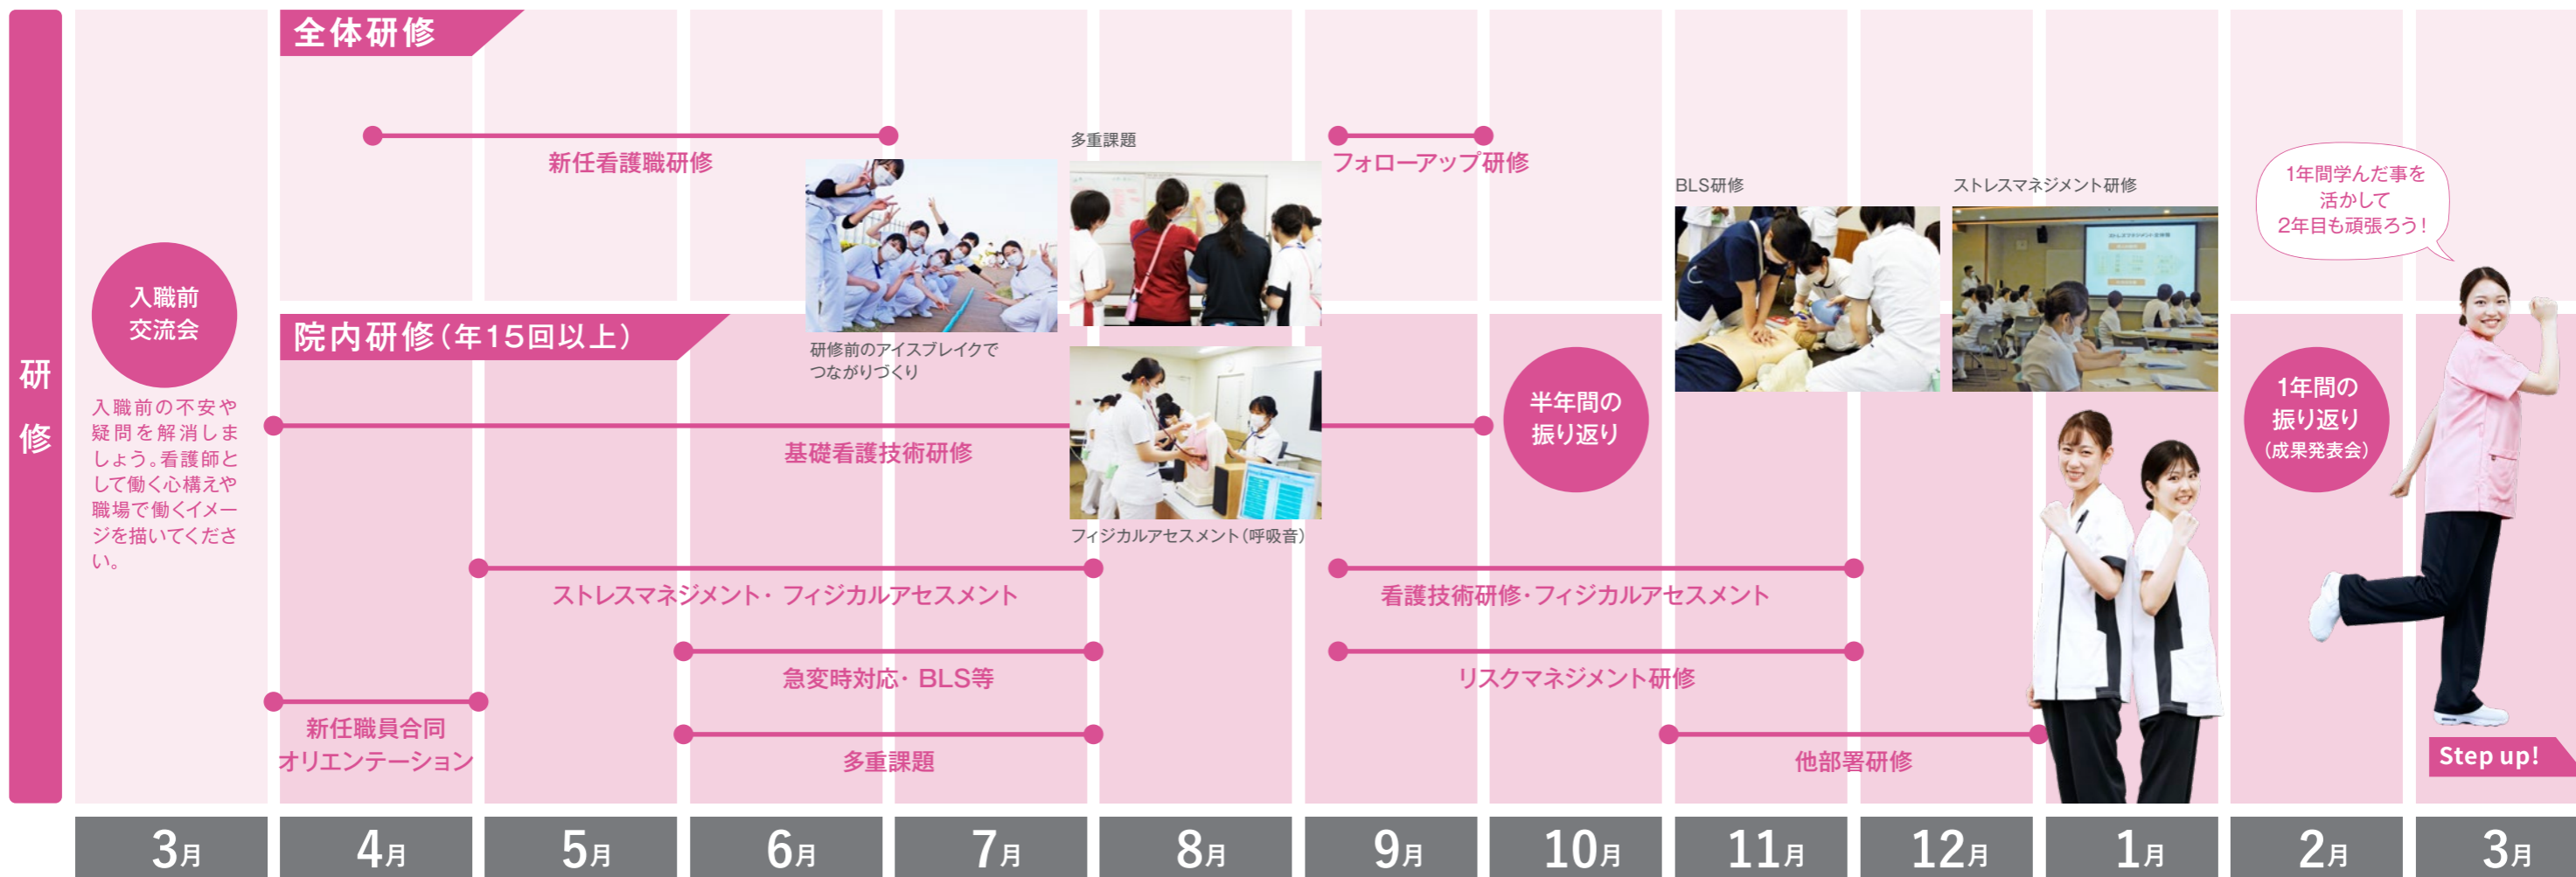 研修
全体研修
新任看護職研修
フォローアップ研修
多重課題
BLS研修
ストレスマネジメント研修
1年間学んだ事を
活かして
2年目も頑張ろう！
入職前
交流会
入職前の不安や
疑問を解消しま
しょう。看護師と
して働く心構えや
職場で働くイメー
ジを描いてくださ
い。
院内研修（年15回以上）
研修前のアイスブレイクで
つながりづくり
基礎看護技術研修
フィジカルアセスメント（呼吸音）
半年間の
振り返り
1年間の
振り返り
（成果発表会）
ストレスマネジメント・ フィジカルアセスメント
看護技術研修・フィジカルアセスメント
急変時対応・ BLS等
リスクマネジメント研修
新任職員合同
オリエンテーション
多重課題
他部署研修
Step up!
3月
4月
5月
6月
7月
8月
9月
10月
11月
12月
1月
2月
3月